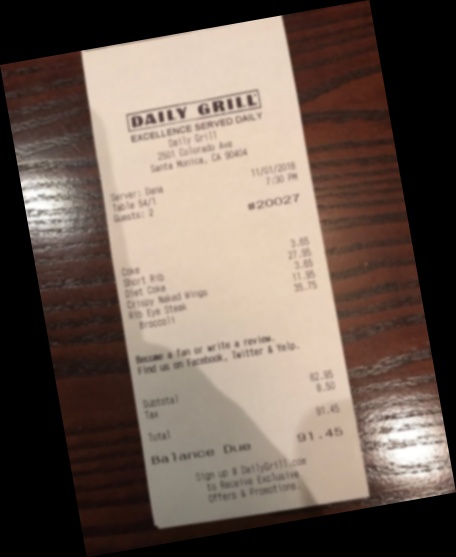 DAILY GRILL
EXCELLENCE SERVED DAILY
Daily Grill
2501 Colorado Ave
Santa Monica, CA 90404
Server: Dana 11/01/2018
Table 54/1 7:30 PM
Guests: 2 #20027
Coke 3.65
Short Rib 27.95
Diet Coke 3.65
Crispy Naked Wings 11.95
Rib Eye Steak 35.75
Broccoli
Become a fan or write a review.
Find us on Facebook, Twitter & Yelp.
Subtotal 82.95
Tax 8.50
Total 91.45
Balance Due 91.45
Sign up @ DailyGrill.com
to Receive Exclusive
Offers & Promotions.